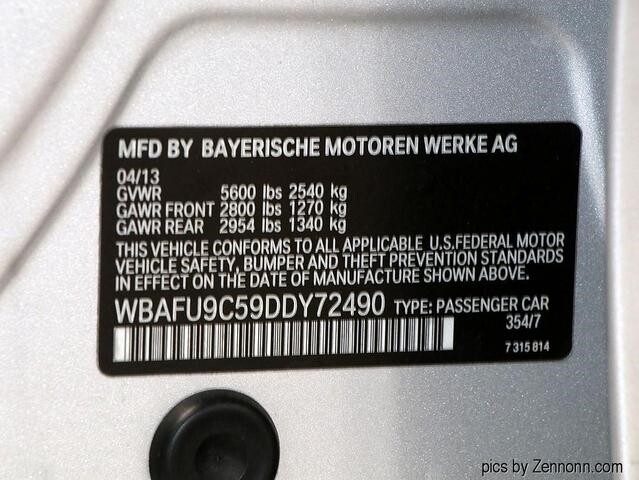 MFD BY BAYERISCHE MOTOREN WERKE AG
04/13
GVWR 5600 lbs 2540 kg
GAWR FRONT 2800 lbs 1270 kg
GAWR REAR 2954 lbs 1340 kg
THIS VEHICLE CONFORMS TO ALL APPLICABLE U.S.FEDERAL MOTOR
VEHICLE SAFETY, BUMPER AND THEFT PREVENTION STANDARDS
IN EFFECT ON THE DATE OF MANUFACTURE SHOWN ABOVE.
WBAFU9C59DDY72490 TYPE: PASSENGER CAR
354/7
7 315 814
pics by Zennonn.com